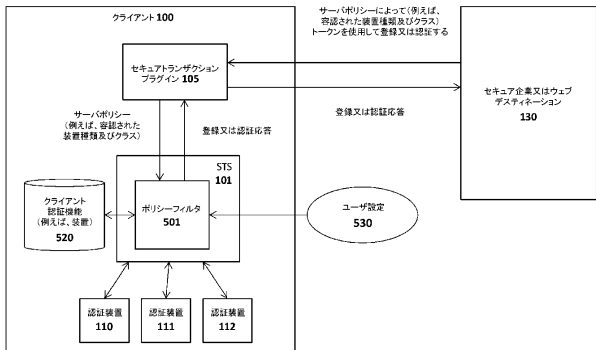 クライアント 100
サーバポリシーによって(例えば、
容認された装置種類及びクラス)
トークンを使用して登録又は認証する
セキュアトランザクション
プラグイン 105
セキュア企業又はウェブ
デスティネーション
130
登録又は認証応答
サーバポリシー
(例えば、容認された
装置種類及びクラス)
登録又は認証応答
STS
101
クライアント
認証機能
(例えば、装置)
520
ポリシーフィルタ
501
ユーザ設定
530
認証装置
110
認証装置
111
認証装置
112